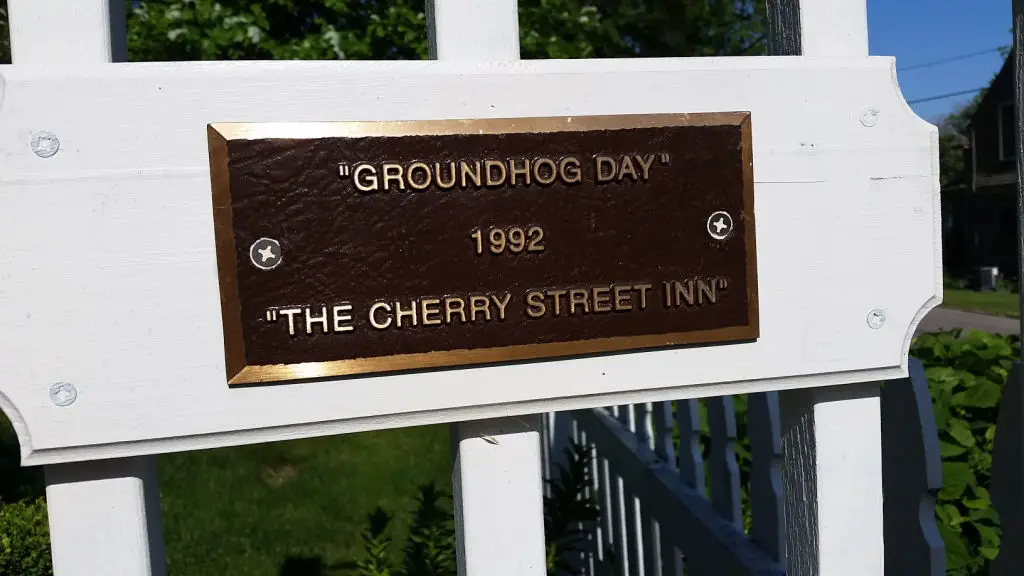 "GROUNDHOG DAY"
1992
"THE CHERRY STREET INN"